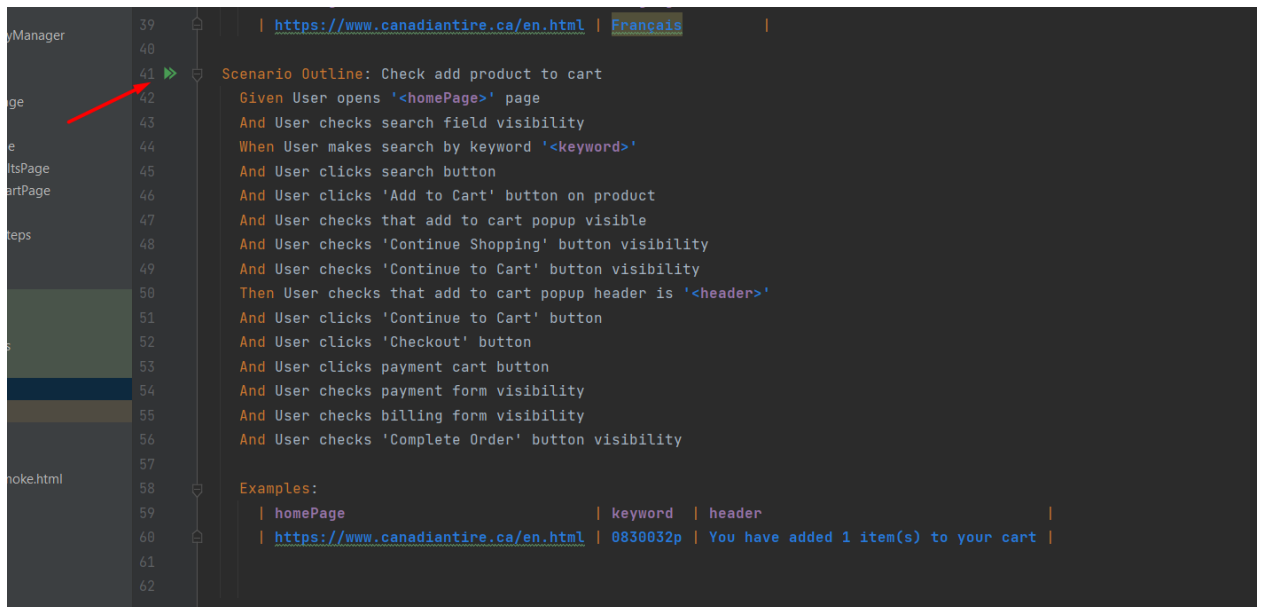 39 | https://www.canadiantire.ca/en.html | Français |
yManager
40
41 Scenario Outline: Check add product to cart
42 Given User opens '<homePage>' page
ge
43 And User checks search field visibility
44 When User makes search by keyword '<keyword>'
e
45 And User clicks search button
ltsPage
46 And User clicks 'Add to Cart' button on product
artPage
47 And User checks that add to cart popup visible
teps
48 And User checks 'Continue Shopping' button visibility
49 And User checks 'Continue to Cart' button visibility
50 Then User checks that add to cart popup header is '<header>'
51 And User clicks 'Continue to Cart' button
52 And User clicks 'Checkout' button
s
53 And User clicks payment cart button
54 And User checks payment form visibility
55 And User checks billing form visibility
56 And User checks 'Complete Order' button visibility
57
noke.html
58 Examples:
59 | homePage | keyword | header |
60 | https://www.canadiantire.ca/en.html | 0830032p | You have added 1 item(s) to your cart |
61
62